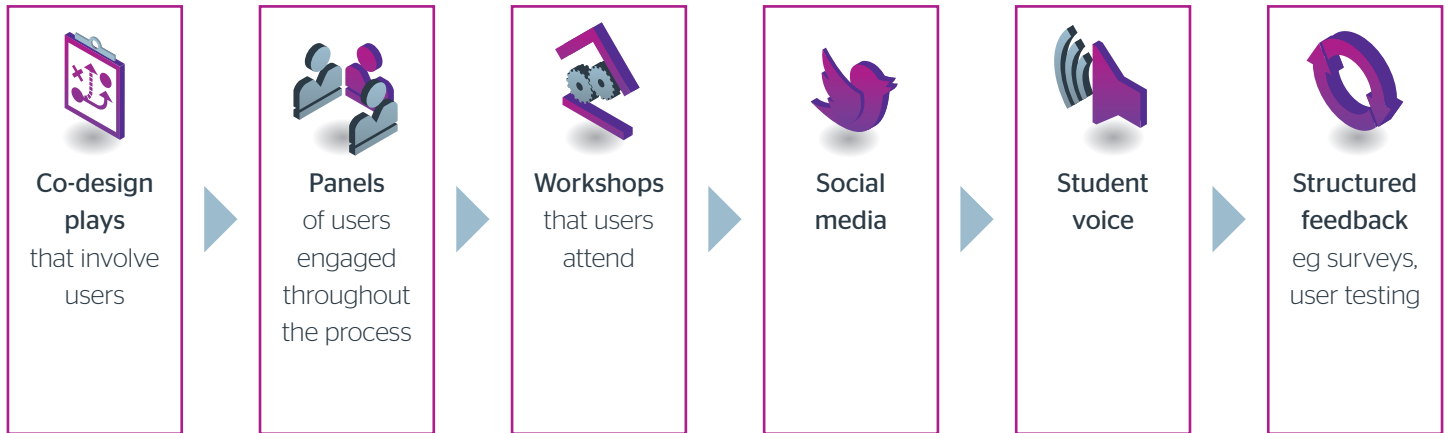 Co-design
plays
that involve
users
Panels
of users
engaged
throughout
the process
Workshops
that users
attend
Social
media
Student
voice
Structured
feedback
eg surveys,
user testing